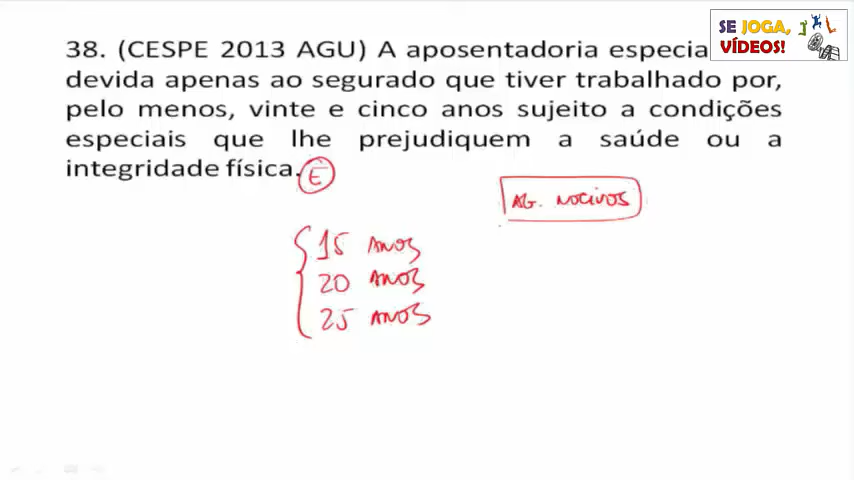 SE JOGA,
VÍDEOS!
38. (CESPE 2013 AGU) A aposentadoria especia
devida apenas ao segurado que tiver trabalhado por,
pelo menos, vinte e cinco anos sujeito a condições
especiais que lhe prejudiquem a saúde ou a
integridade física. E
AG. NOCIVOS
15 ANOS
20 ANOS
25 ANOS